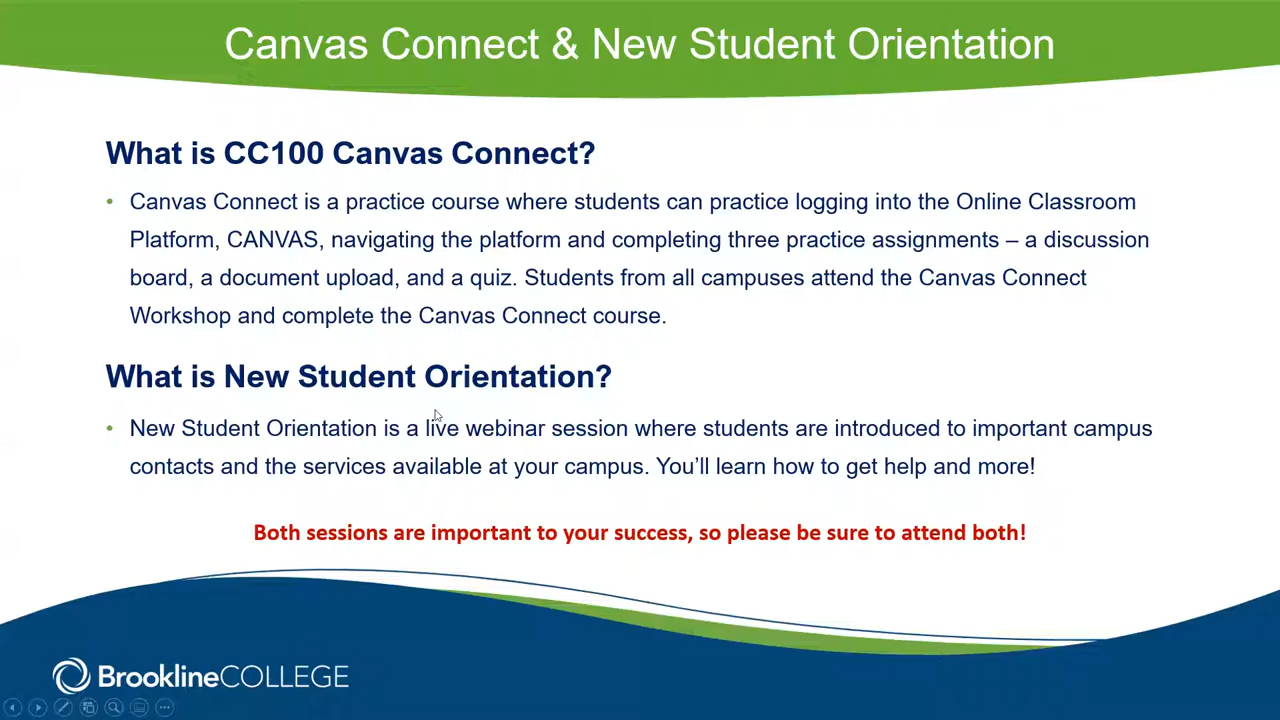 Canvas Connect & New Student Orientation
What is CC100 Canvas Connect?
• Canvas Connect is a practice course where students can practice logging into the Online Classroom
Platform, CANVAS, navigating the platform and completing three practice assignments – a discussion
board, a document upload, and a quiz. Students from all campuses attend the Canvas Connect
Workshop and complete the Canvas Connect course.
What is New Student Orientation?
• New Student Orientation is a live webinar session where students are introduced to important campus
contacts and the services available at your campus. You’ll learn how to get help and more!
Both sessions are important to your success, so please be sure to attend both!
BrooklineCOLLEGE